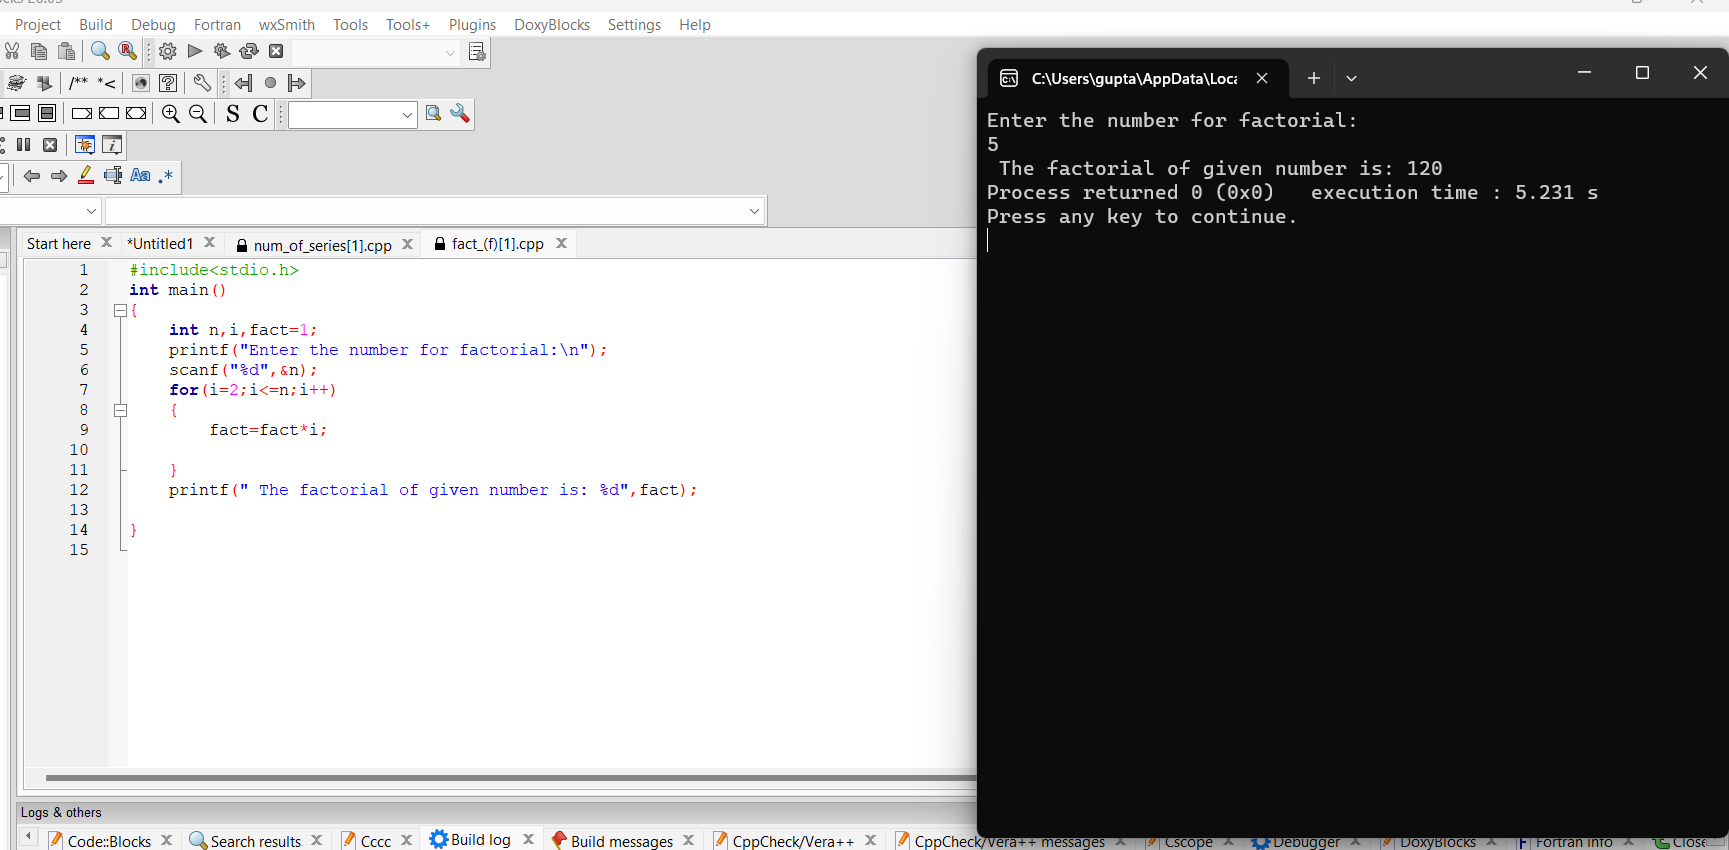 Project Build Debug Fortran wxSmith Tools Tools+ Plugins DoxyBlocks Settings Help
/** *<
S C
Aa .*
Start here *Untitled1 num_of_series[1].cpp fact_(f)[1].cpp
1 #include<stdio.h>
2 int main()
3 {
4 int n,i,fact=1;
5 printf("Enter the number for factorial:\n");
6 scanf("%d",&n);
7 for(i=2;i<=n;i++)
8 {
9 fact=fact*i;
10
11 }
12 printf(" The factorial of given number is: %d",fact);
13
14 }
15
Logs & others
Code::Blocks Search results Cccc Build log Build messages CppCheck/Vera++ CppCheck/Vera++ messages Cscope Debugger DoxyBlocks Fortran info
C:\Users\gupta\AppData\Loca
Enter the number for factorial:
5
The factorial of given number is: 120
Process returned 0 (0x0) execution time : 5.231 s
Press any key to continue.